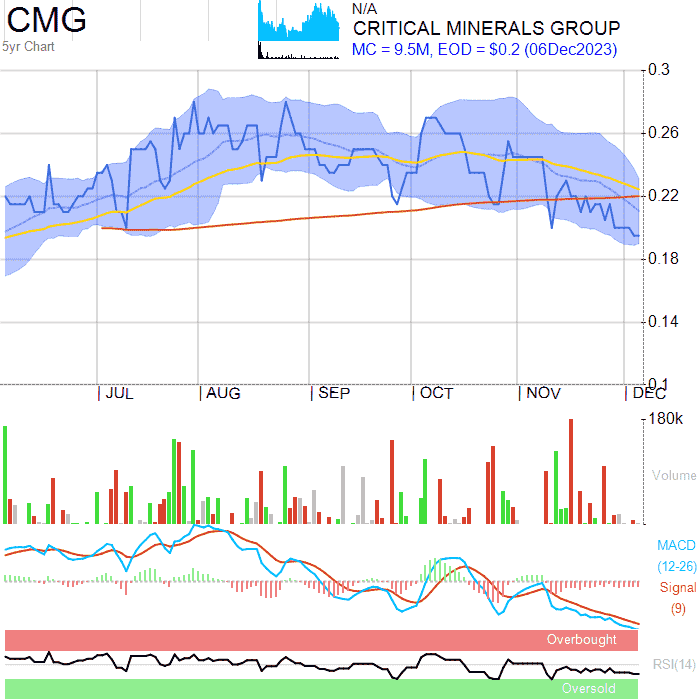 CMG
5yr Chart
N/A
CRITICAL MINERALS GROUP
MC = 9.5M, EOD = $0.2 (06Dec2023)
0.3
0.26
0.22
0.18
0.14
0.1
JUL AUG SEP OCT NOV DEC
180k
Volume
MACD
(12-26)
Signal
(9)
Overbought
RSI(14)
Oversold